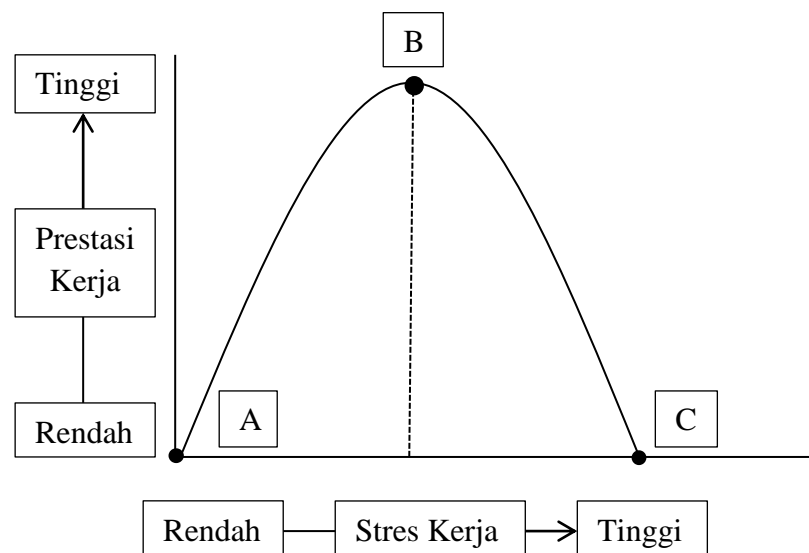 B
Tinggi
Prestasi
Kerja
Rendah
A
C
Rendah
Stres Kerja
Tinggi